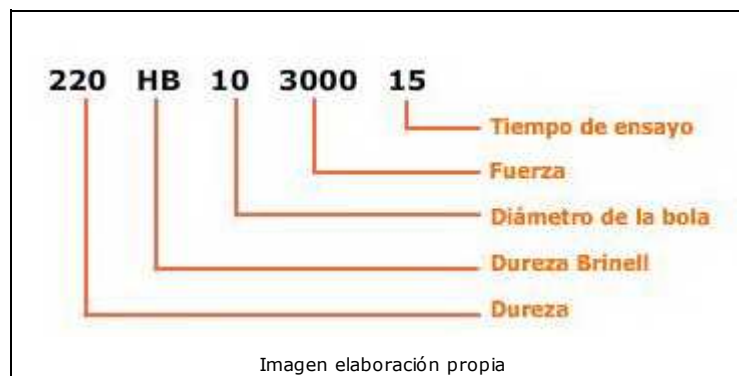 220 HB 10 3000 15
Tiempo de ensayo
Fuerza
Diámetro de la bola
Dureza Brinell
Dureza
Imagen elaboración propia